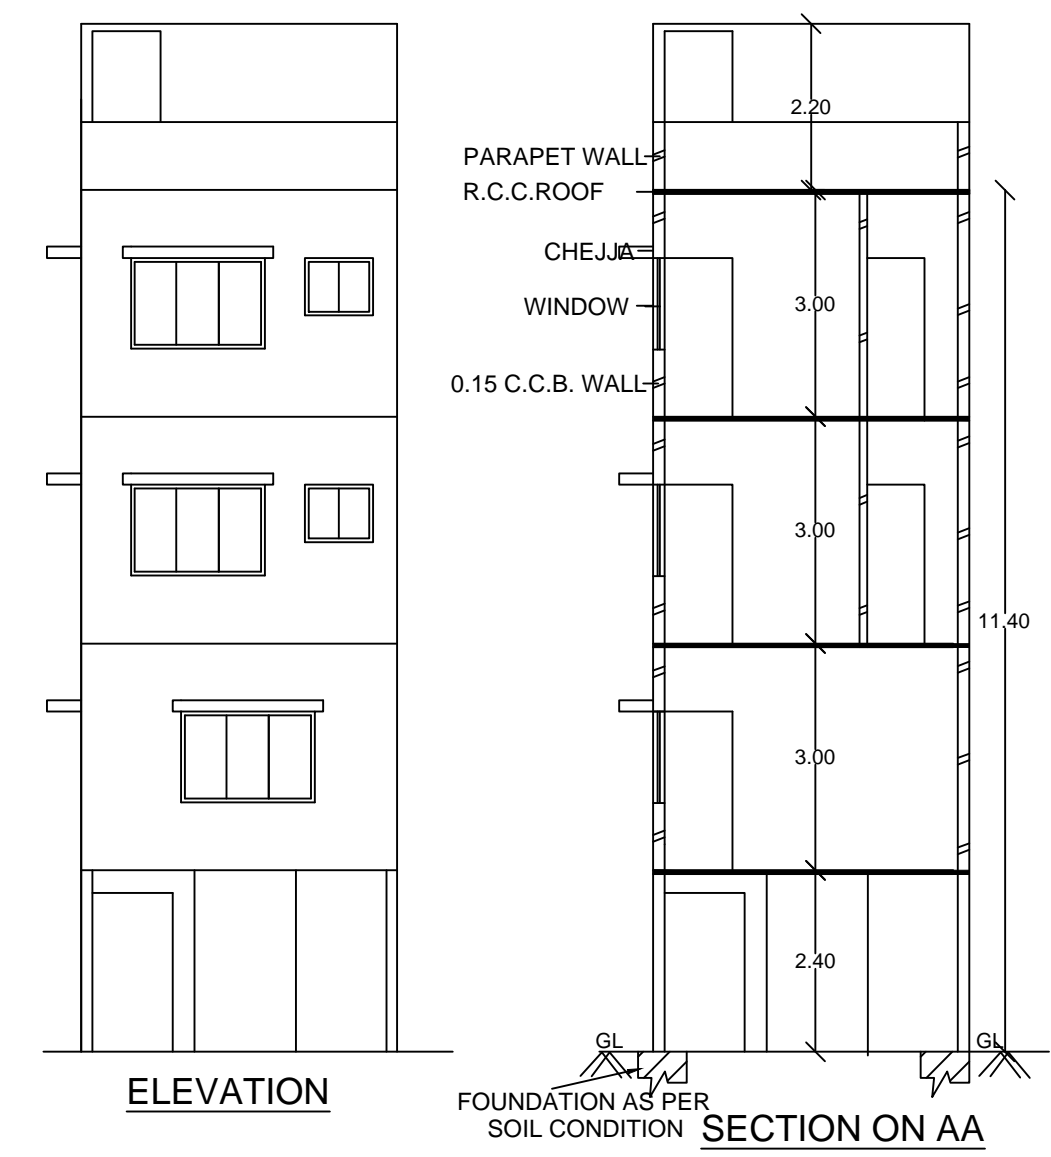 2.20
PARAPET WALL
R.C.C.ROOF
CHEJJA
WINDOW
3.00
0.15 C.C.B. WALL
3.00
11.40
3.00
2.40
GL
GL
FOUNDATION AS PER
SOIL CONDITION
ELEVATION
SECTION ON AA